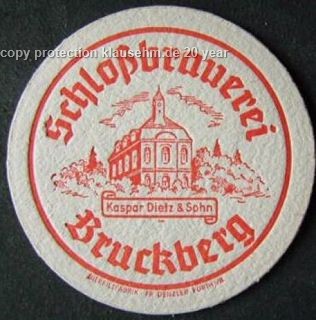 copy protection klausehm.de 20 year
Schloßbrauerei
Kaspar Dietz & Sohn
Bruckberg